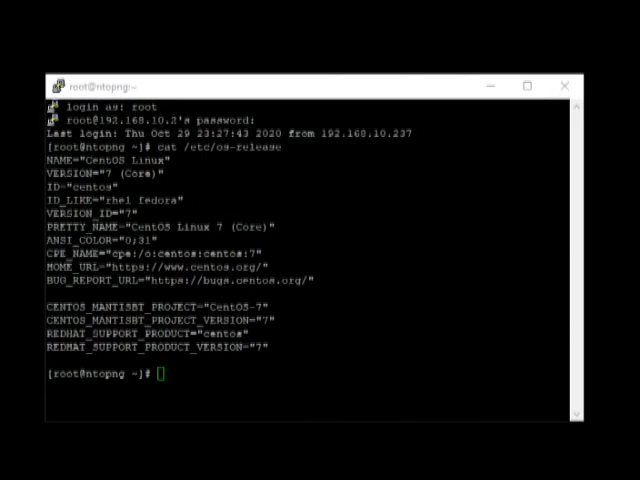 root@ntopng:~
login as: root
root@192.168.10.2's password:
Last login: Thu Oct 29 23:27:43 2020 from 192.168.10.237
[root@ntopng ~]# cat /etc/os-release
NAME="CentOS Linux"
VERSION="7 (Core)"
ID="centos"
ID_LIKE="rhel fedora"
VERSION_ID="7"
PRETTY_NAME="CentOS Linux 7 (Core)"
ANSI_COLOR="0;31"
CPE_NAME="cpe:/o:centos:centos:7"
HOME_URL="https://www.centos.org/"
BUG_REPORT_URL="https://bugs.centos.org/"
CENTOS_MANTISBT_PROJECT="CentOS-7"
CENTOS_MANTISBT_PROJECT_VERSION="7"
REDHAT_SUPPORT_PRODUCT="centos"
REDHAT_SUPPORT_PRODUCT_VERSION="7"
[root@ntopng ~]#